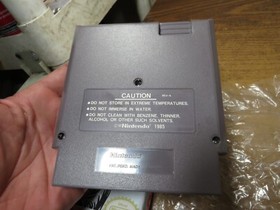 CAUTION
●DO NOT STORE IN EXTREME TEMPERATURES.
●DO NOT IMMERSE IN WATER.
●DO NOT CLEAN WITH BENZENE, THINNER,
ALCOHOL OR OTHER SUCH SOLVENTS.
©Nintendo 1985